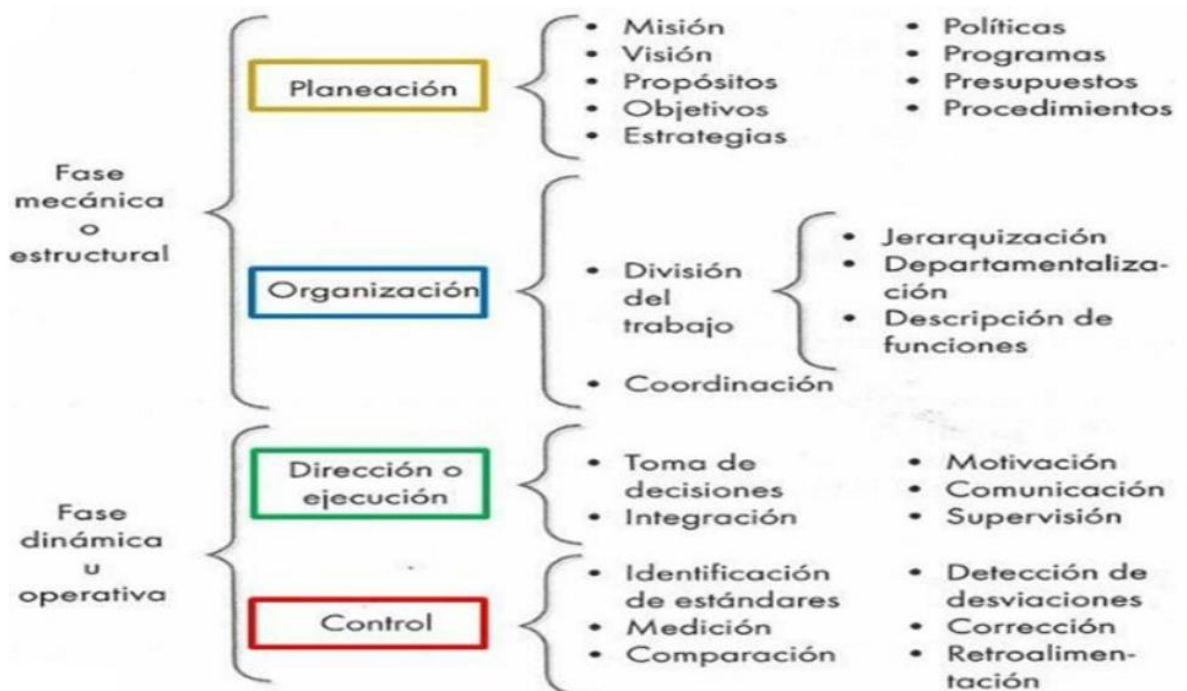 Fase
mecánica
o
estructural
Planeación
• Misión
• Visión
• Propósitos
• Objetivos
• Estrategias
• Políticas
• Programas
• Presupuestos
• Procedimientos
Organización
• División
del
trabajo
• Jerarquización
• Departamentaliza-
ción
• Descripción de
funciones
• Coordinación
Fase
dinámica
u
operativa
Dirección o
ejecución
• Toma de
decisiones
• Integración
• Motivación
• Comunicación
• Supervisión
Control
• Identificación
de estándares
• Medición
• Comparación
• Detección de
desviaciones
• Corrección
• Retroalimen-
tación